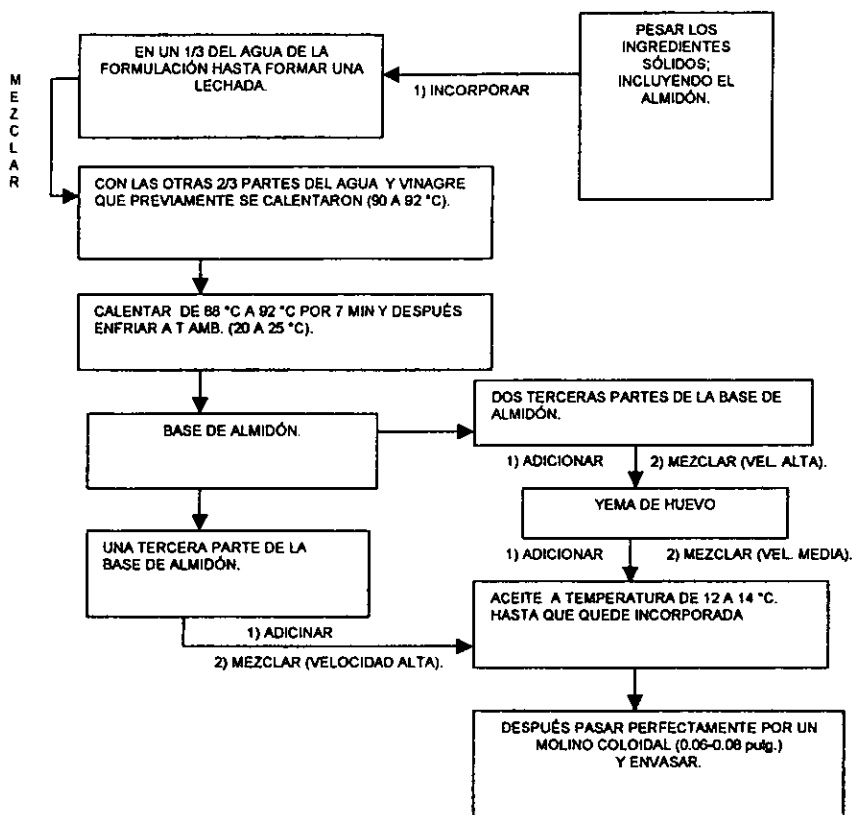 PESAR LOS
INGREDIENTES
SÓLIDOS;
INCLUYENDO EL
ALMIDÓN.
1) INCORPORAR
EN UN 1/3 DEL AGUA DE LA
FORMULACIÓN HASTA FORMAR UNA
LECHADA.
MEZCLAR
CON LAS OTRAS 2/3 PARTES DEL AGUA Y VINAGRE
QUE PREVIAMENTE SE CALENTARON (90 A 92 °C).
CALENTAR DE 88 °C A 92 °C POR 7 MIN Y DESPUÉS
ENFRIAR A T AMB. (20 A 25 °C).
BASE DE ALMIDÓN.
DOS TERCERAS PARTES DE LA BASE DE
ALMIDÓN.
1) ADICIONAR 2) MEZCLAR (VEL. ALTA).
YEMA DE HUEVO
1) ADICIONAR 2) MEZCLAR (VEL. MEDIA).
UNA TERCERA PARTE DE LA
BASE DE ALMIDÓN.
1) ADICINAR
2) MEZCLAR (VELOCIDAD ALTA).
ACEITE A TEMPERATURA DE 12 A 14 °C.
HASTA QUE QUEDE INCORPORADA
DESPUÉS PASAR PERFECTAMENTE POR UN
MOLINO COLOIDAL (0.06-0.08 pulg.)
Y ENVASAR.